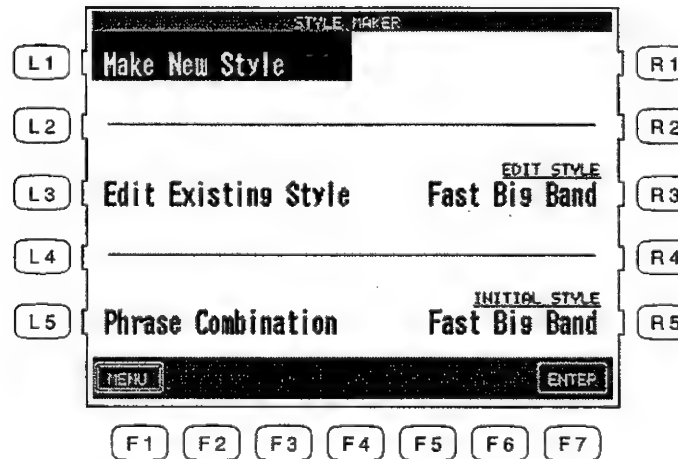 STYLE MAKER
L1 Make New Style R1
L2 R2
EDIT STYLE
L3 Edit Existing Style Fast Big Band R3
L4 R4
INITIAL STYLE
L5 Phrase Combination Fast Big Band R5
MENU ENTER
F1 F2 F3 F4 F5 F6 F7